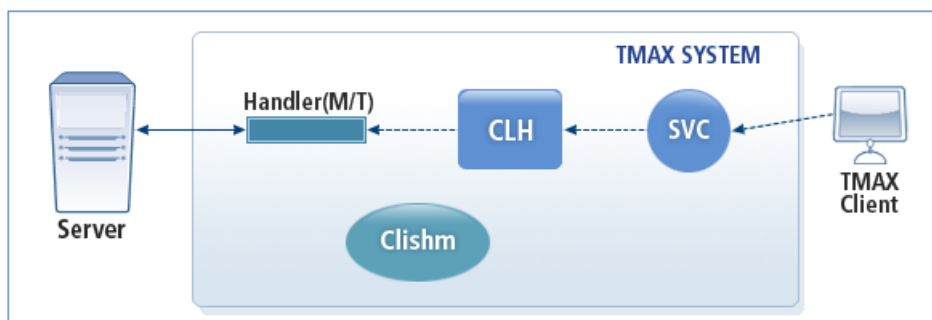 TMAX SYSTEM
Handler(M/T)
CLH
SVC
TMAX
Client
Server
Clishm